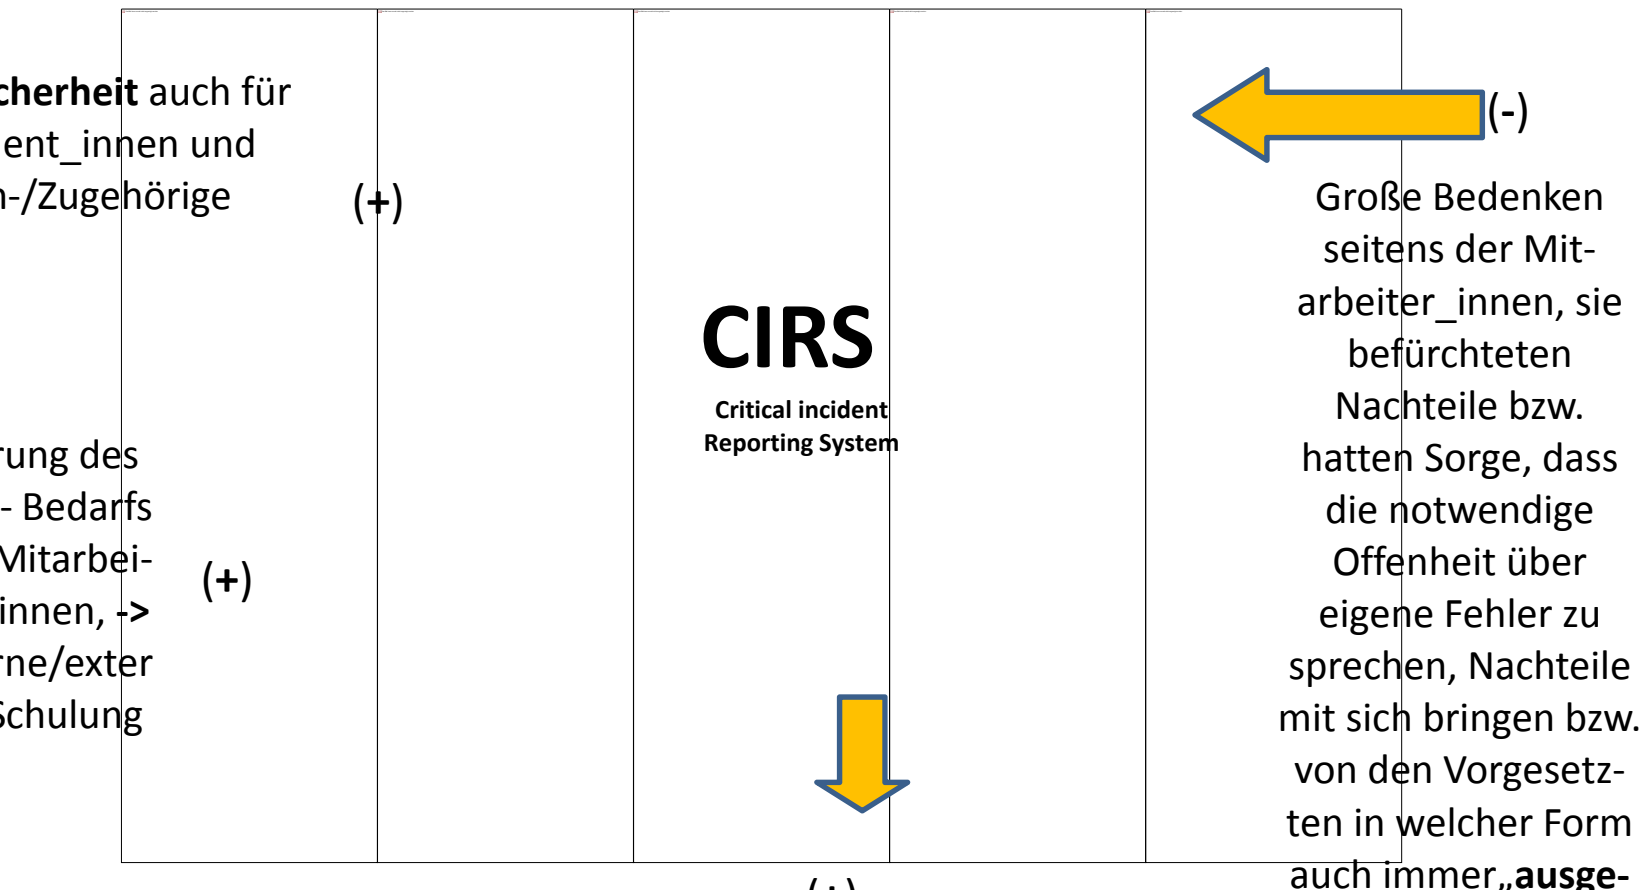 cherheit auch für
ent_innen und
-/Zugehörige
(+)
rung des
- Bedarfs
Mitarbei-
innen, ->
rne/exter
Schulung
(+)
CIRS
Critical incident
Reporting System
(-)
Große Bedenken
seitens der Mit-
arbeiter_innen, sie
befürchteten
Nachteile bzw.
hatten Sorge, dass
die notwendige
Offenheit über
eigene Fehler zu
sprechen, Nachteile
mit sich bringen bzw.
von den Vorgesetz-
ten in welcher Form
auch immer„ausge-
(+)